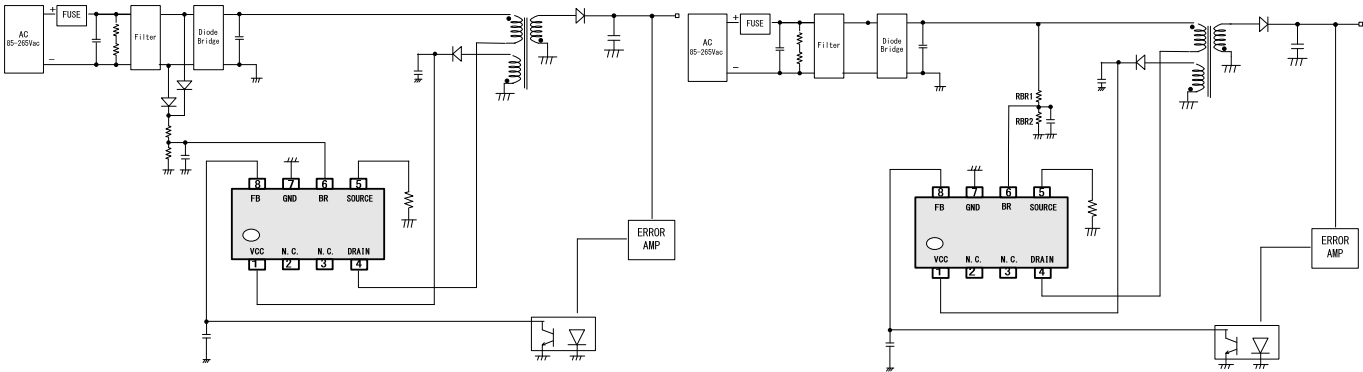 AC
85-265Vac
+
−
FUSE
Filter
Diode
Bridge
8
7
6
5
FB
GND
BR
SOURCE
VCC
N.C.
N.C.
DRAIN
1
2
3
4
ERROR
AMP
AC
85-265Vac
+
−
FUSE
Filter
Diode
Bridge
RBR1
RBR2
8
7
6
5
FB
GND
BR
SOURCE
VCC
N.C.
N.C.
DRAIN
1
2
3
4
ERROR
AMP